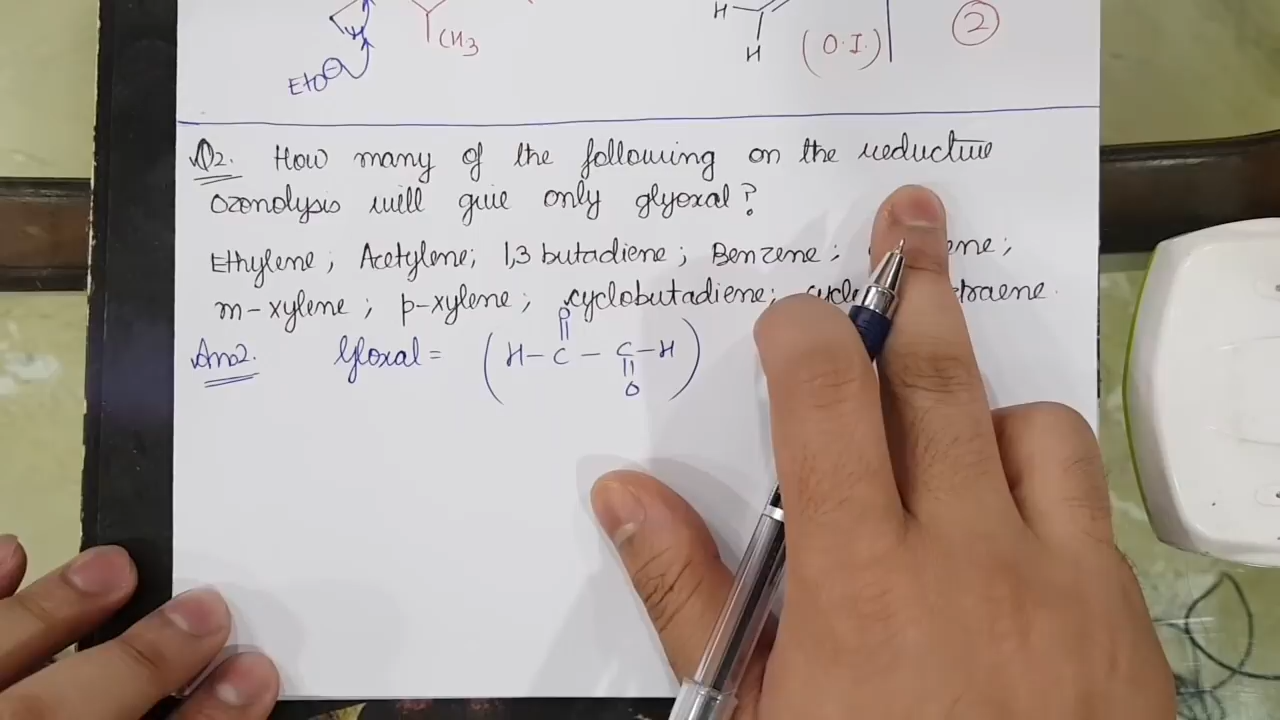 CH3
H
H
(O.I.)
2
EtO⊖
Q2. How many of the following on the reductive
ozonolysis will give only glyoxal?
Ethylene; Acetylene; 1,3 butadiene; Benzene;
m-xylene; p-xylene; cyclobutadiene;
Ans2. Gloxal = (H-C-C-H)
O
O